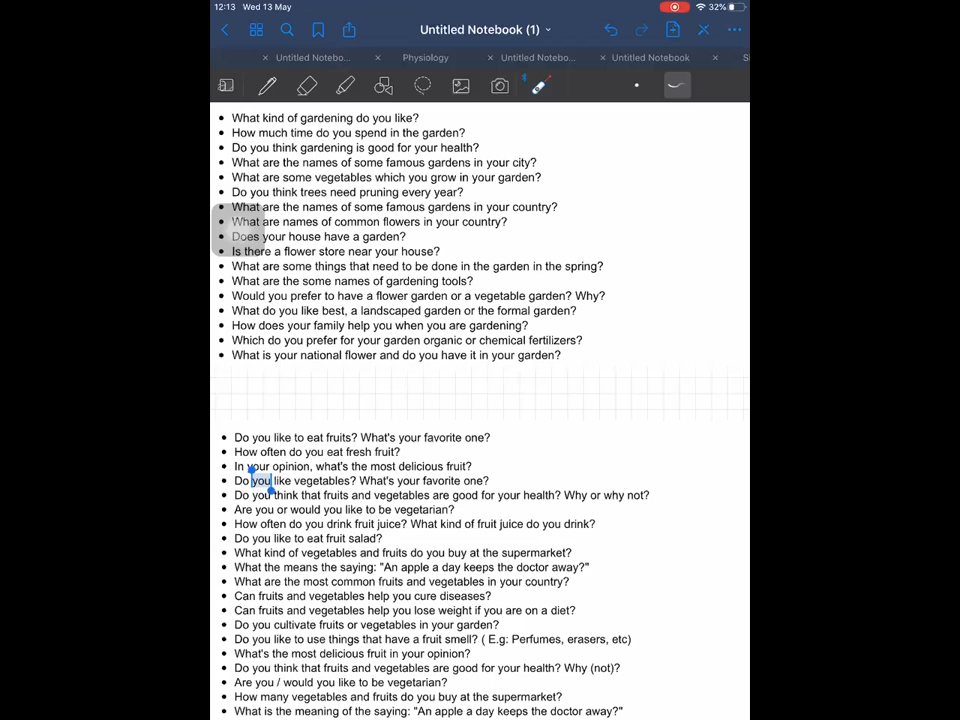 12:13 Wed 13 May
32%
Untitled Notebook (1)
Untitled Notebo...
Physiology
Untitled Notebo...
Untitled Notebook
What kind of gardening do you like?
How much time do you spend in the garden?
Do you think gardening is good for your health?
What are the names of some famous gardens in your city?
What are some vegetables which you grow in your garden?
Do you think trees need pruning every year?
What are the names of some famous gardens in your country?
What are names of common flowers in your country?
Does your house have a garden?
Is there a flower store near your house?
What are some things that need to be done in the garden in the spring?
What are the some names of gardening tools?
Would you prefer to have a flower garden or a vegetable garden? Why?
What do you like best, a landscaped garden or the formal garden?
How does your family help you when you are gardening?
Which do you prefer for your garden organic or chemical fertilizers?
What is your national flower and do you have it in your garden?
Do you like to eat fruits? What's your favorite one?
How often do you eat fresh fruit?
In your opinion, what's the most delicious fruit?
Do you like vegetables? What's your favorite one?
Do you think that fruits and vegetables are good for your health? Why or why not?
Are you or would you like to be vegetarian?
How often do you drink fruit juice? What kind of fruit juice do you drink?
Do you like to eat fruit salad?
What kind of vegetables and fruits do you buy at the supermarket?
What the means the saying: "An apple a day keeps the doctor away?"
What are the most common fruits and vegetables in your country?
Can fruits and vegetables help you cure diseases?
Can fruits and vegetables help you lose weight if you are on a diet?
Do you cultivate fruits or vegetables in your garden?
Do you like to use things that have a fruit smell? ( E.g: Perfumes, erasers, etc)
What's the most delicious fruit in your opinion?
Do you think that fruits and vegetables are good for your health? Why (not)?
Are you / would you like to be vegetarian?
How many vegetables and fruits do you buy at the supermarket?
What is the meaning of the saying: "An apple a day keeps the doctor away?"